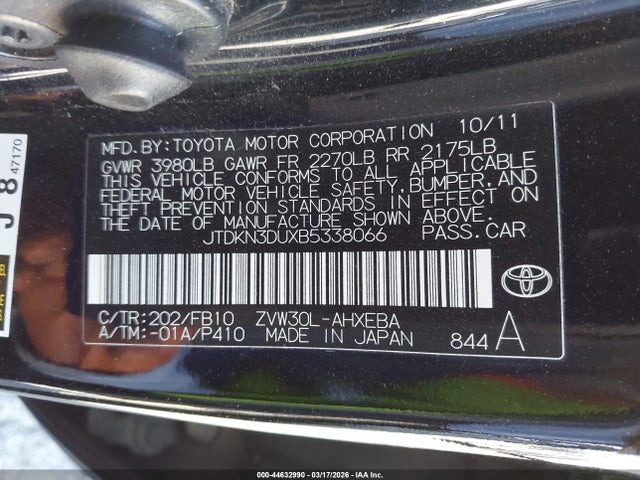 MFD.BY:TOYOTA MOTOR CORPORATION 10/11
GVWR 3980LB GAWR FR 2270LB RR 2175LB
THIS VEHICLE CONFORMS TO ALL APPLICABLE
FEDERAL MOTOR VEHICLE SAFETY,BUMPER,AND
THEFT PREVENTION STANDARDS IN EFFECT ON
THE DATE OF MANUFACTURE SHOWN ABOVE.
JTDKN3DUXB5338066 PASS.CAR
C/TR:202/FB10 ZVW30L-AHXEBA
A/TM:-01A/P410 MADE IN JAPAN 844 A
J 8 47170
000-44632990 - 03/17/2026 - IAA, Inc.